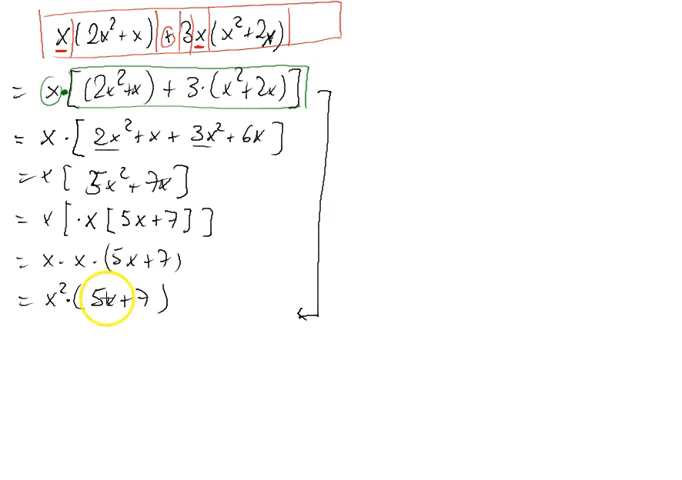 x(2x²+x)+3x(x²+2x)
= x·[(2x²+x)+3·(x²+2x)]
= x·[2x²+x+3x²+6x]
= x[5x²+7x]
= x[·x[5x+7]]
= x·x·(5x+7)
= x²·(5x+7)